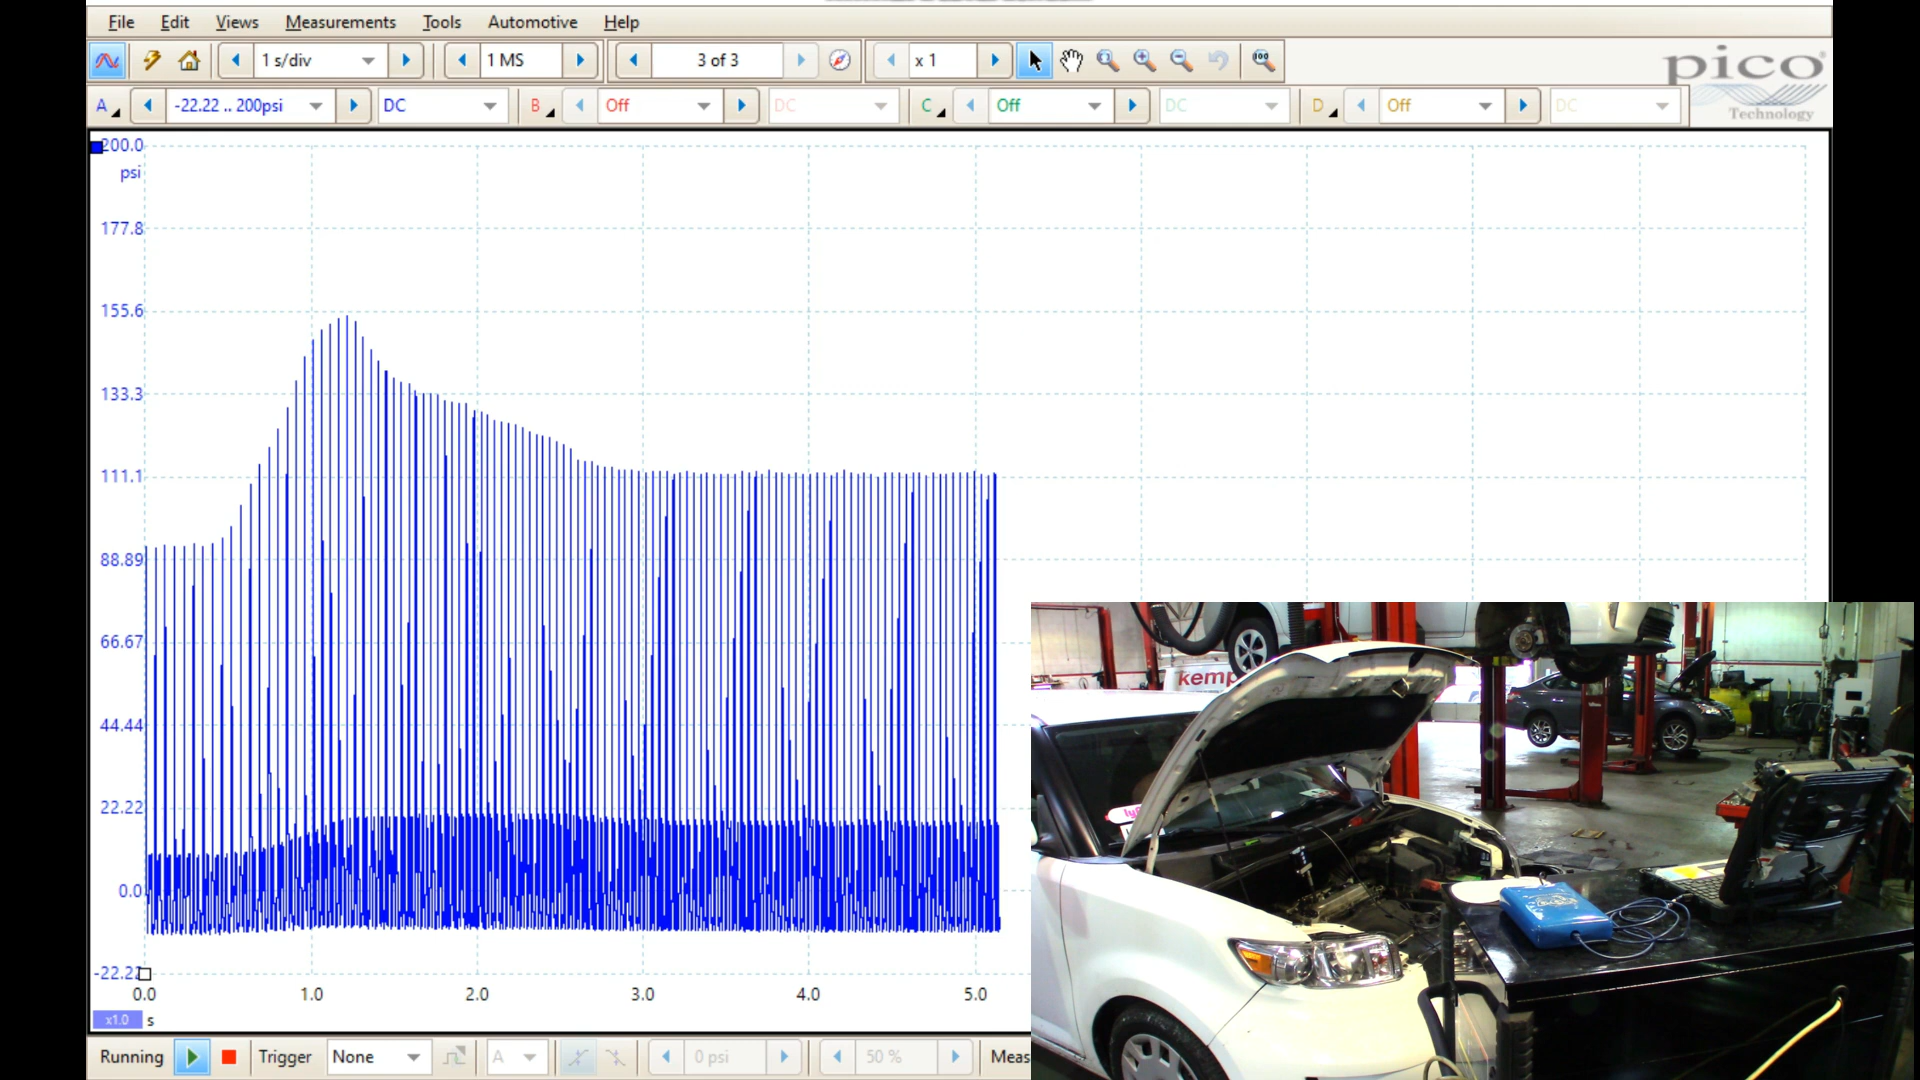 File Edit Views Measurements Tools Automotive Help
1 s/div 1 MS 3 of 3 x 1
pico
Technology
A -22.22 .. 200psi DC B Off DC C Off DC D Off DC
200.0
psi
177.8
155.6
133.3
111.1
88.89
66.67
44.44
22.22
0.0
-22.22
0.0 1.0 2.0 3.0 4.0 5.0
x1.0 s
kemp
Running Trigger None A 0 psi 50 % Meas